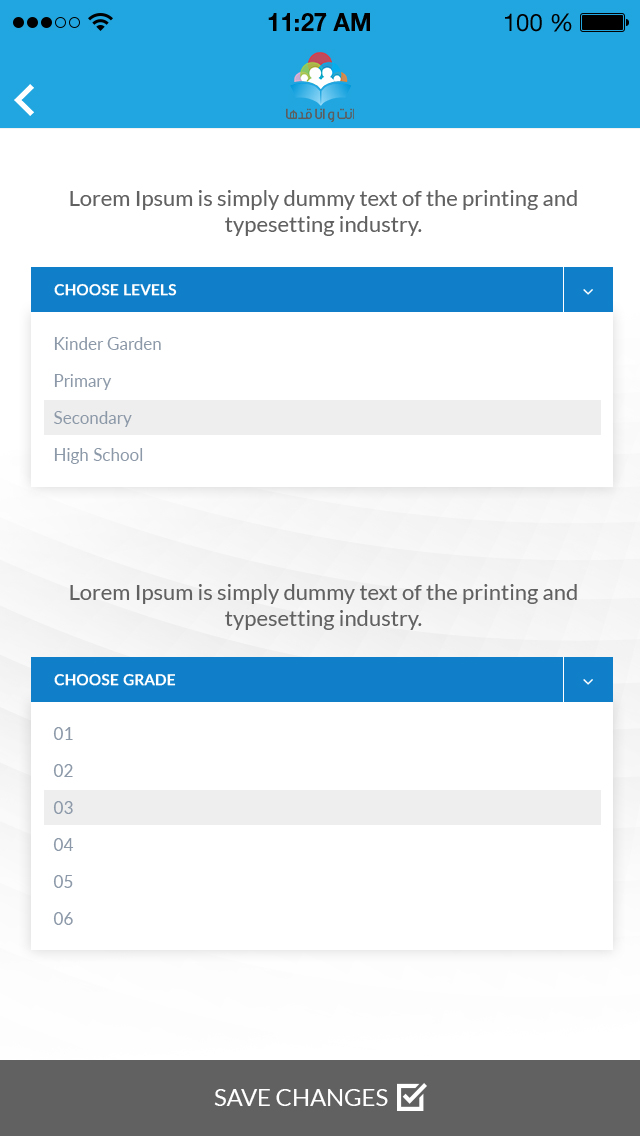 11:27 AM
100 %
انت و انا قدها
Lorem Ipsum is simply dummy text of the printing and
typesetting industry.
CHOOSE LEVELS
Kinder Garden
Primary
Secondary
High School
Lorem Ipsum is simply dummy text of the printing and
typesetting industry.
CHOOSE GRADE
01
02
03
04
05
06
SAVE CHANGES